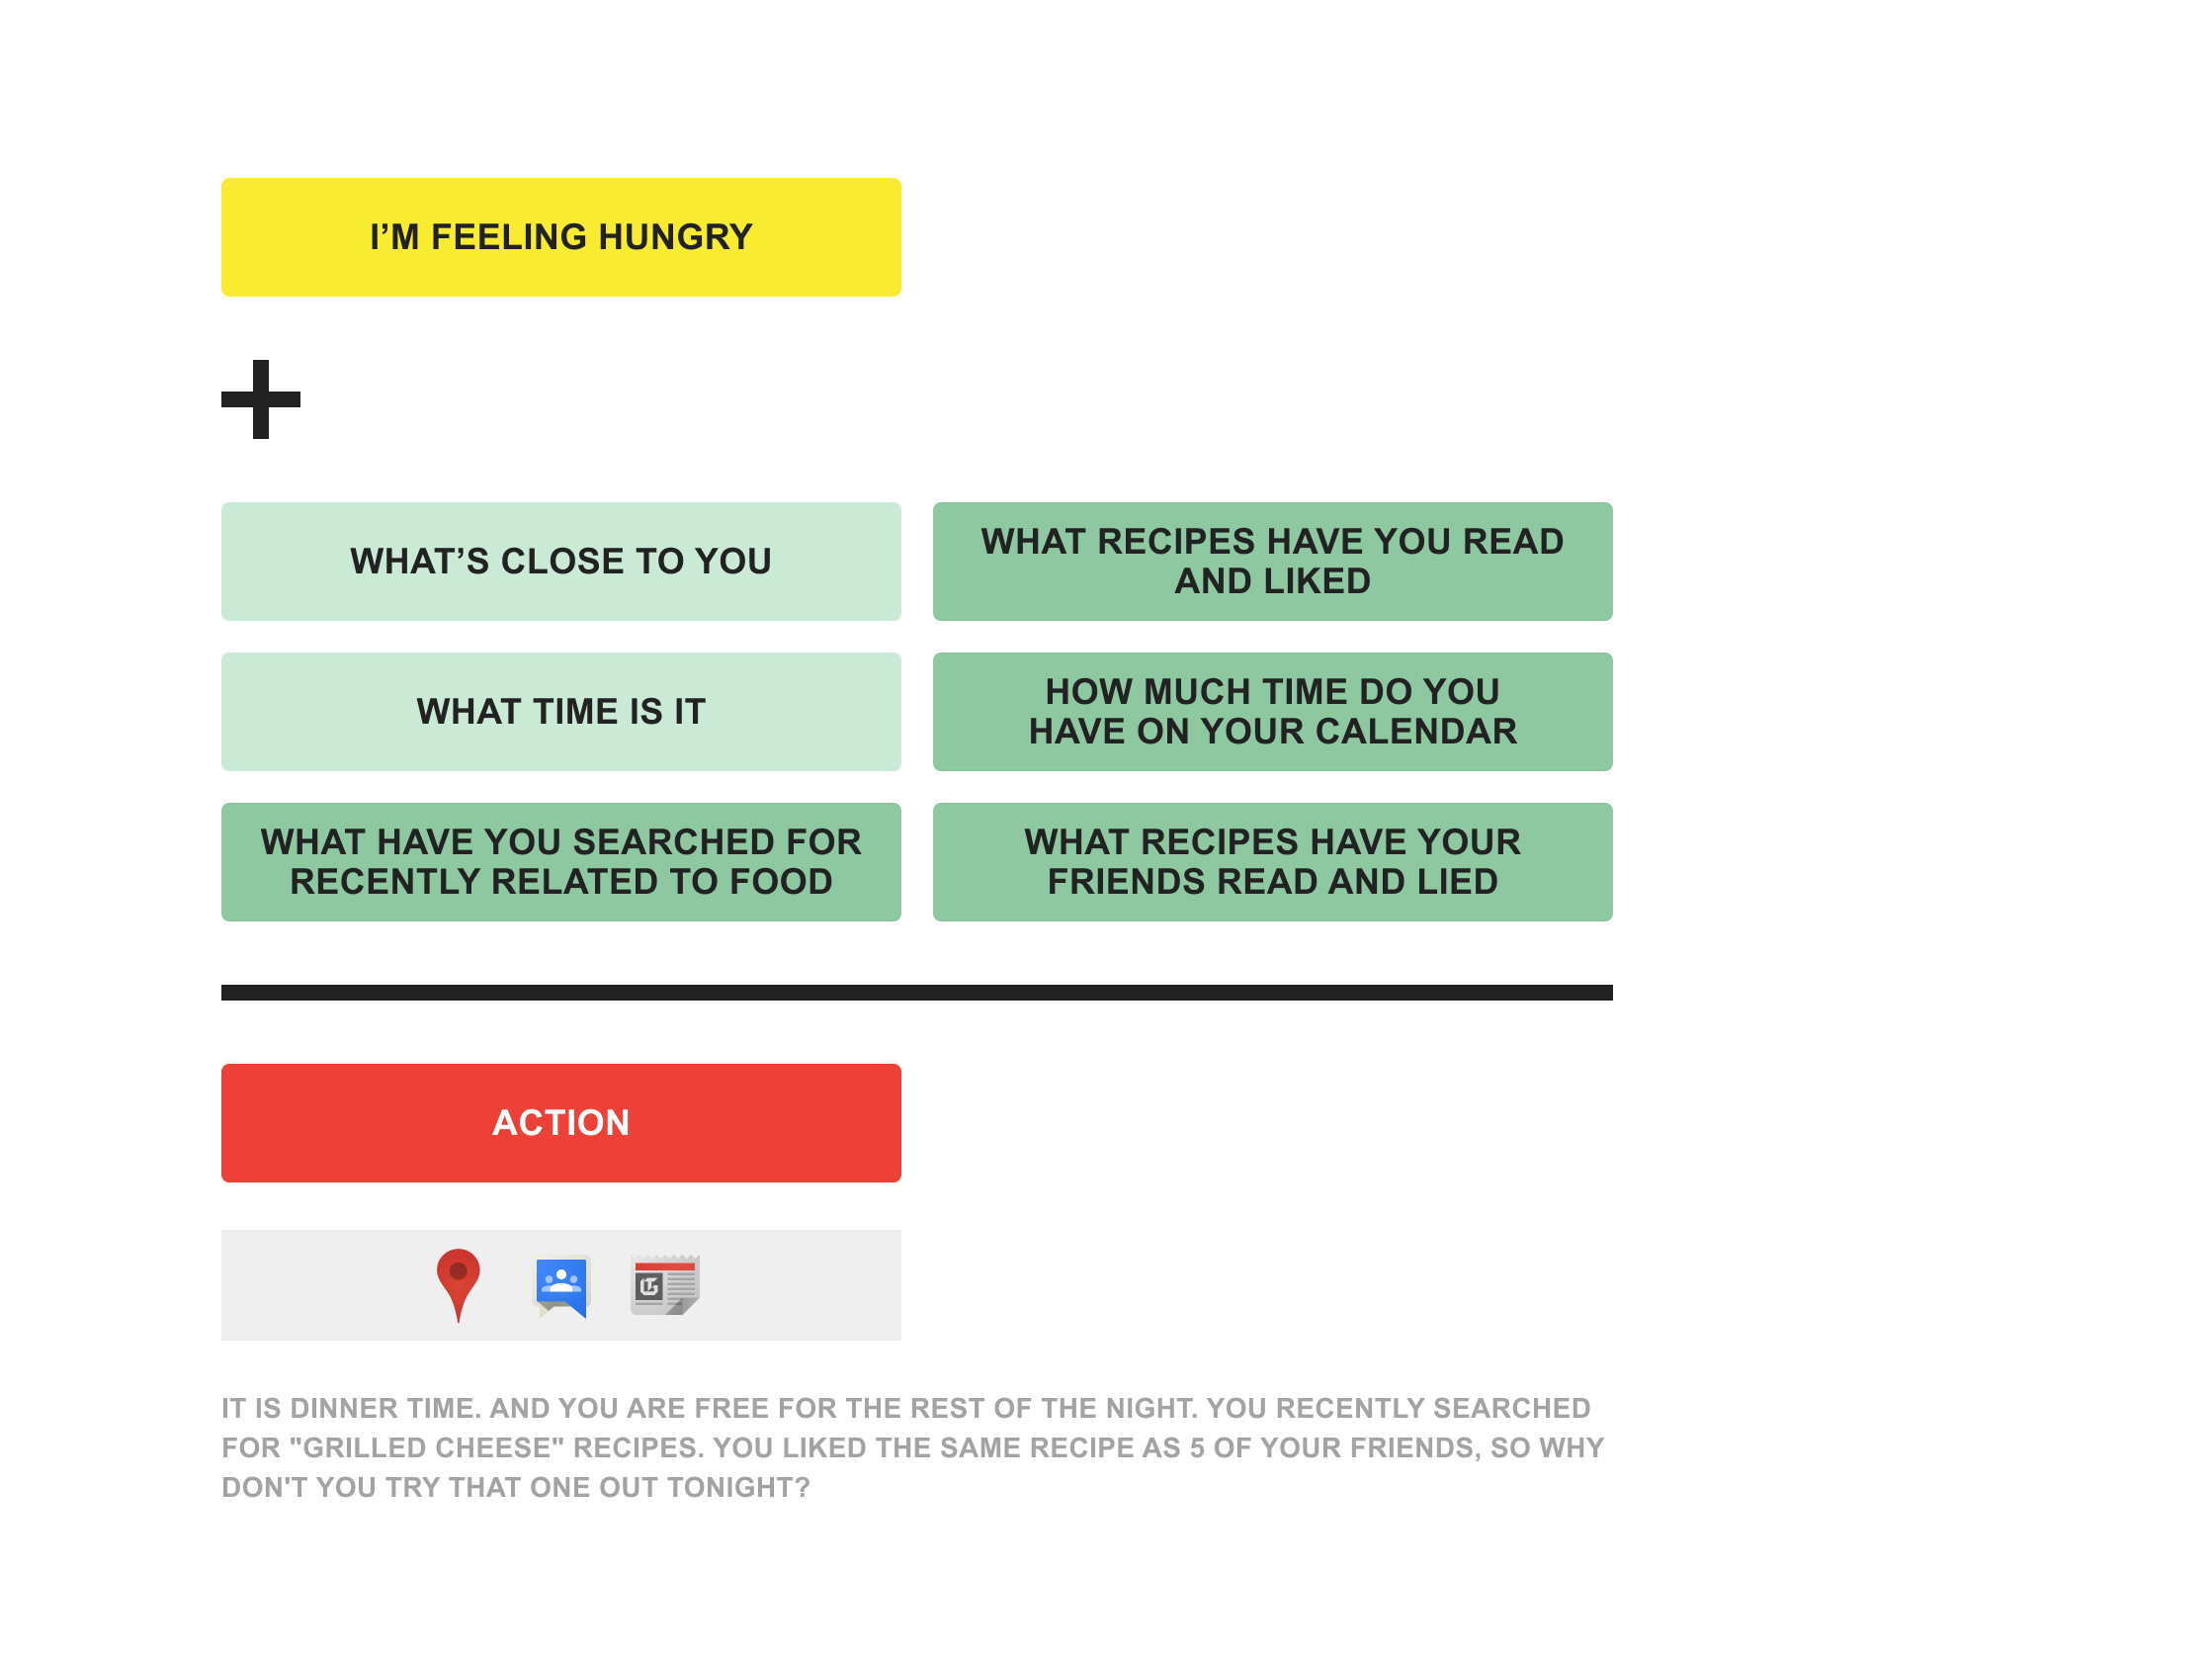 I’M FEELING HUNGRY
WHAT’S CLOSE TO YOU
WHAT RECIPES HAVE YOU READ
AND LIKED
WHAT TIME IS IT
HOW MUCH TIME DO YOU
HAVE ON YOUR CALENDAR
WHAT HAVE YOU SEARCHED FOR
RECENTLY RELATED TO FOOD
WHAT RECIPES HAVE YOUR
FRIENDS READ AND LIED
ACTION
IT IS DINNER TIME. AND YOU ARE FREE FOR THE REST OF THE NIGHT. YOU RECENTLY SEARCHED
FOR "GRILLED CHEESE" RECIPES. YOU LIKED THE SAME RECIPE AS 5 OF YOUR FRIENDS, SO WHY
DON'T YOU TRY THAT ONE OUT TONIGHT?